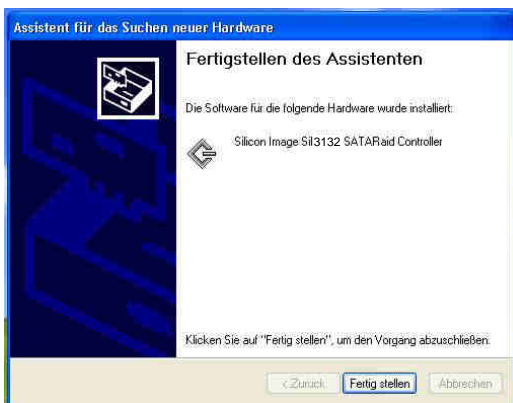 Assistent für das Suchen neuer Hardware
Fertigstellen des Assistenten
Die Software für die folgende Hardware wurde installiert:
Silicon Image SiI3132 SATARaid Controller
Klicken Sie auf "Fertig stellen", um den Vorgang abzuschließen.
< Zurück
Fertig stellen
Abbrechen